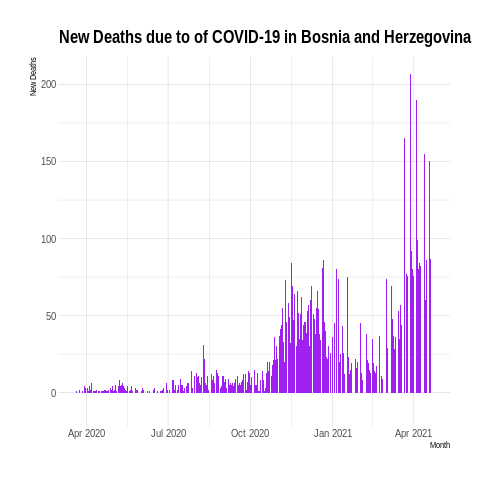 New Deaths due to of COVID-19 in Bosnia and Herzegovina
New Deaths
200
150
100
50
0
Apr 2020 Jul 2020 Oct 2020 Jan 2021 Apr 2021
Month